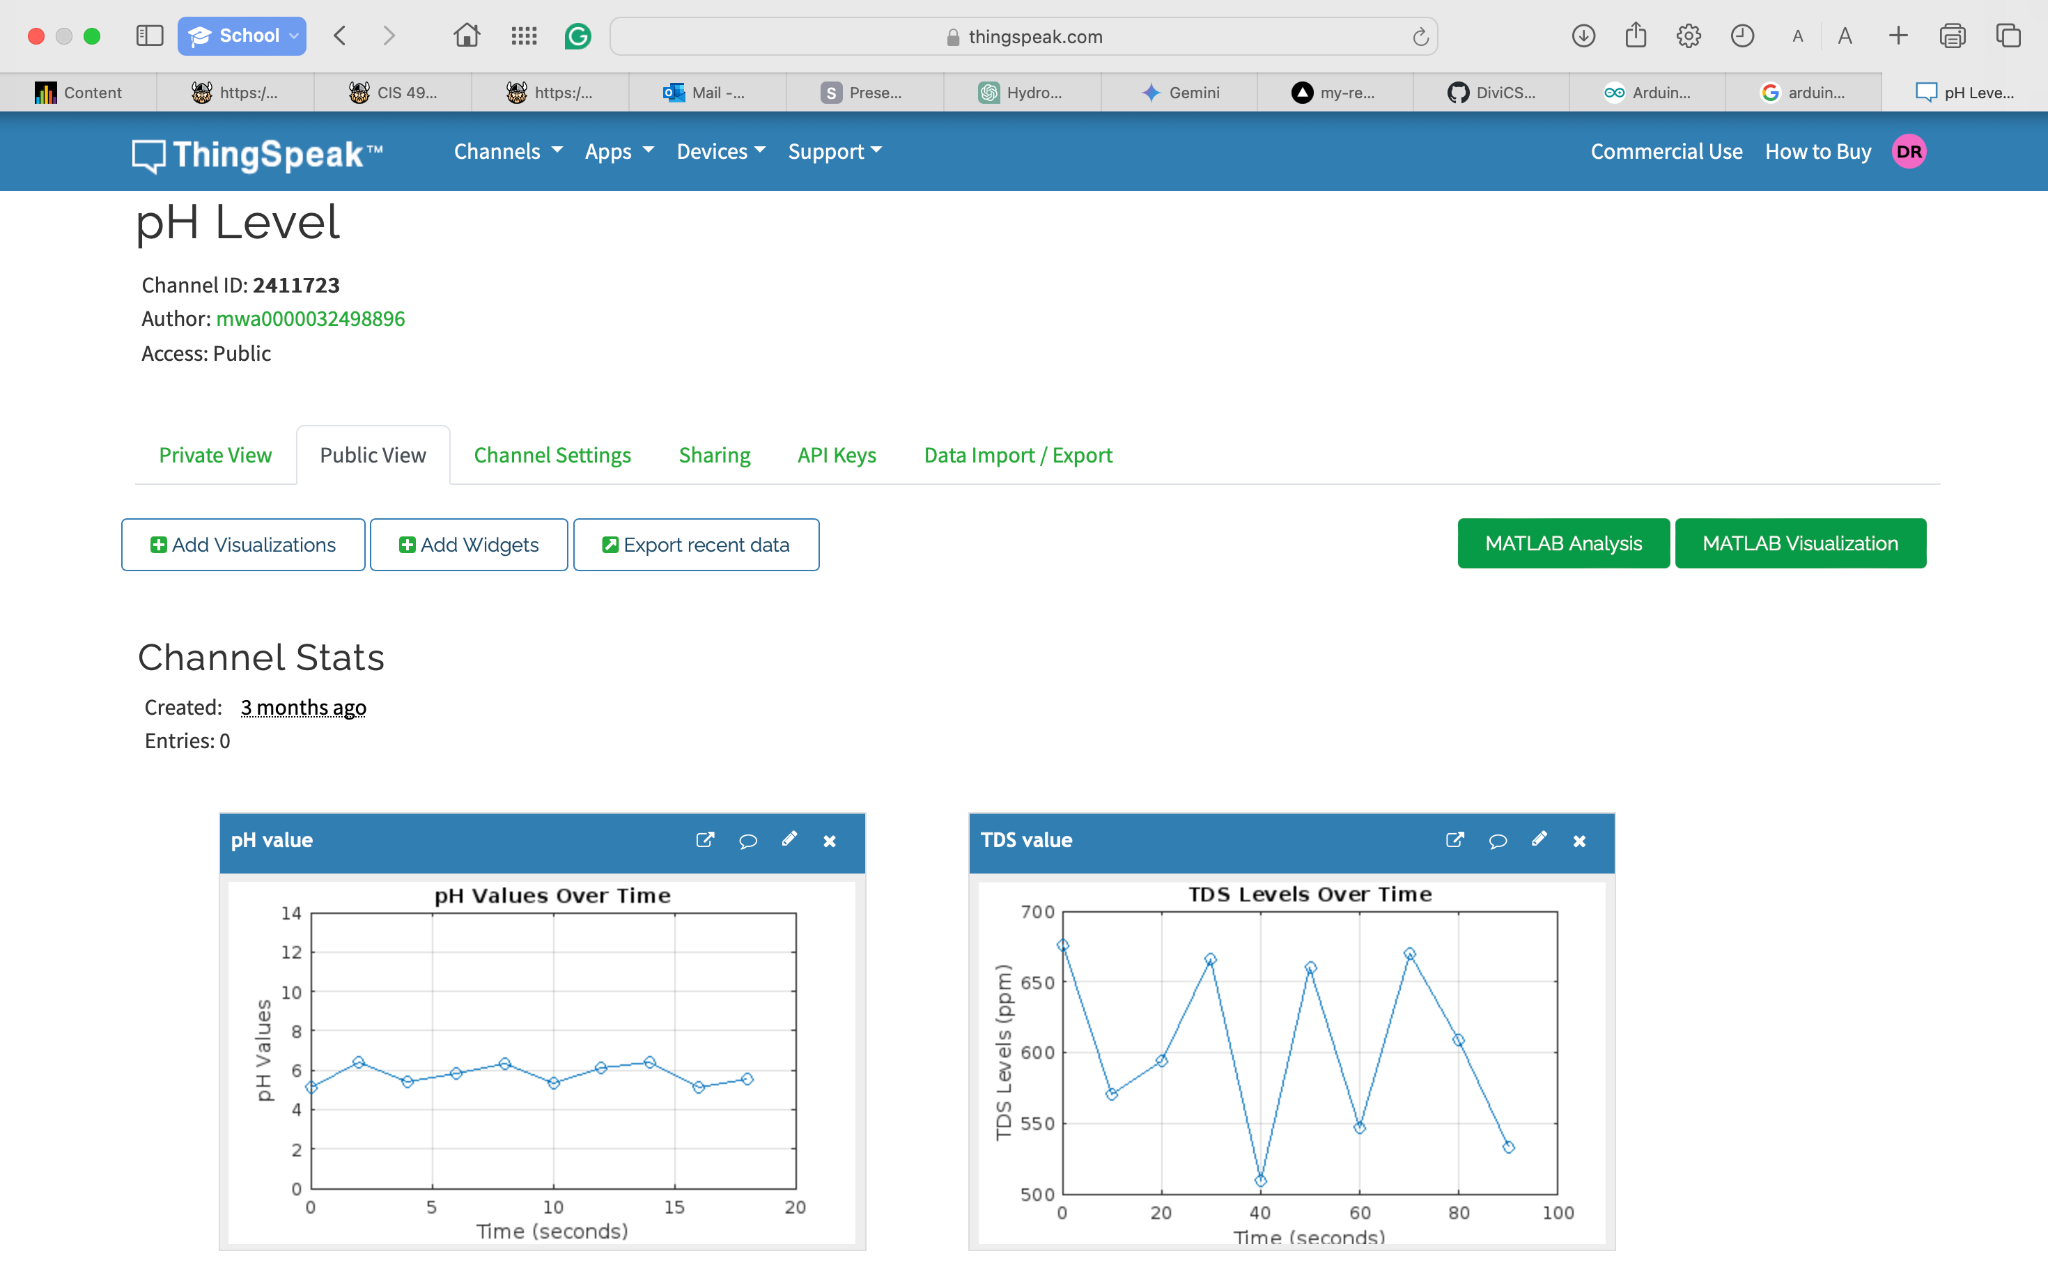 School
thingspeak.com
Content
https:/...
CIS 49...
https:/...
Mail -...
Prese...
Hydro...
Gemini
my-re...
DiviCS...
Arduin...
arduin...
pH Leve...
ThingSpeak™
Channels
Apps
Devices
Support
Commercial Use
How to Buy
DR
pH Level
Channel ID: 2411723
Author: mwa0000032498896
Access: Public
Private View
Public View
Channel Settings
Sharing
API Keys
Data Import / Export
Add Visualizations
Add Widgets
Export recent data
MATLAB Analysis
MATLAB Visualization
Channel Stats
Created: 3 months ago
Entries: 0
pH value
pH Values Over Time
pH Values
14
12
10
8
6
4
2
0
0 5 10 15 20
Time (seconds)
TDS value
TDS Levels Over Time
TDS Levels (ppm)
700
650
600
550
500
0 20 40 60 80 100
Time (seconds)